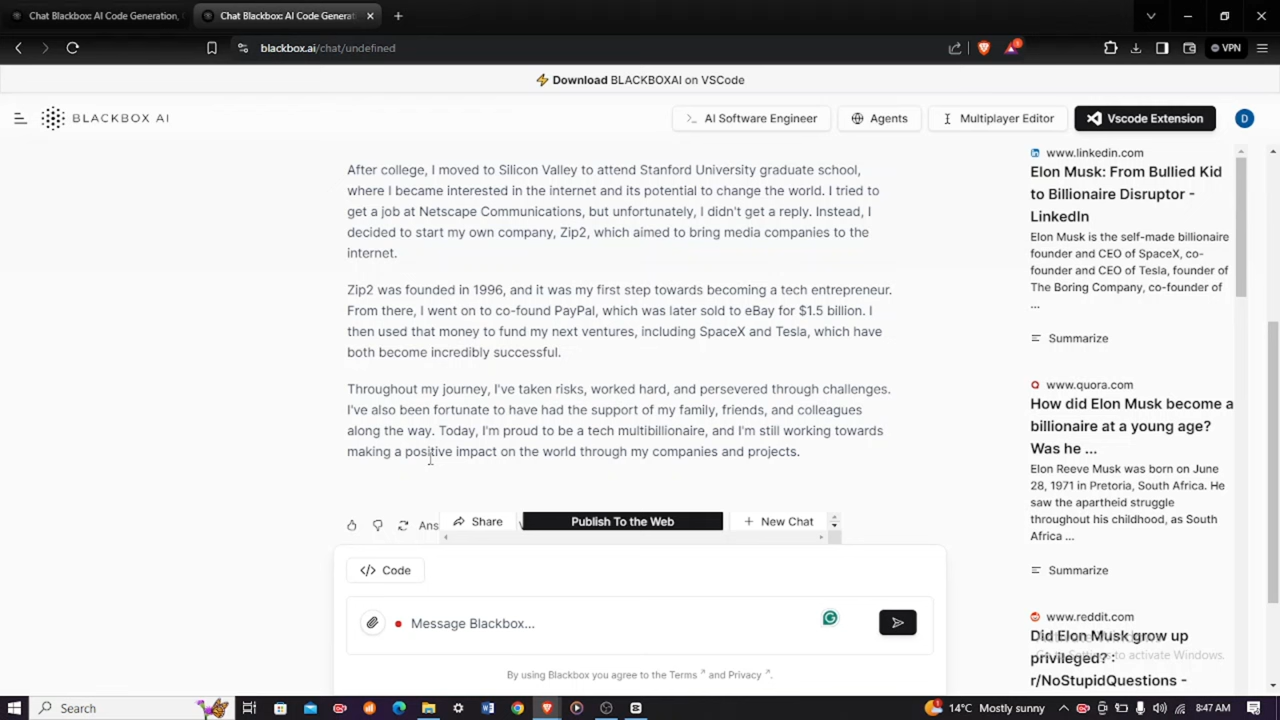 Chat Blackbox: AI Code Generation,
Chat Blackbox: AI Code Generati
blackbox.ai/chat/undefined
VPN
Download BLACKBOXAI on VSCode
BLACKBOX AI
AI Software Engineer
Agents
Multiplayer Editor
Vscode Extension
D
After college, I moved to Silicon Valley to attend Stanford University graduate school,
where I became interested in the internet and its potential to change the world. I tried to
get a job at Netscape Communications, but unfortunately, I didn't get a reply. Instead, I
decided to start my own company, Zip2, which aimed to bring media companies to the
internet.
Zip2 was founded in 1996, and it was my first step towards becoming a tech entrepreneur.
From there, I went on to co-found PayPal, which was later sold to eBay for $1.5 billion. I
then used that money to fund my next ventures, including SpaceX and Tesla, which have
both become incredibly successful.
Throughout my journey, I've taken risks, worked hard, and persevered through challenges.
I've also been fortunate to have had the support of my family, friends, and colleagues
along the way. Today, I'm proud to be a tech multibillionaire, and I'm still working towards
making a positive impact on the world through my companies and projects.
Ans
Share
Publish To the Web
+ New Chat
</> Code
Message Blackbox...
By using Blackbox you agree to the Terms ↗ and Privacy ↗.
www.linkedin.com
Elon Musk: From Bullied Kid
to Billionaire Disruptor -
LinkedIn
Elon Musk is the self-made billionaire
founder and CEO of SpaceX, co-
founder and CEO of Tesla, founder of
The Boring Company, co-founder of
...
Summarize
www.quora.com
How did Elon Musk become a
billionaire at a young age?
Was he ...
Elon Reeve Musk was born on June
28, 1971 in Pretoria, South Africa. He
saw the apartheid struggle
throughout his childhood, as South
Africa ...
Summarize
www.reddit.com
Did Elon Musk grow up
privileged? :
r/NoStupidQuestions -
Activate Windows
Go to Settings to activate Windows.
Search
14°C Mostly sunny
8:47 AM